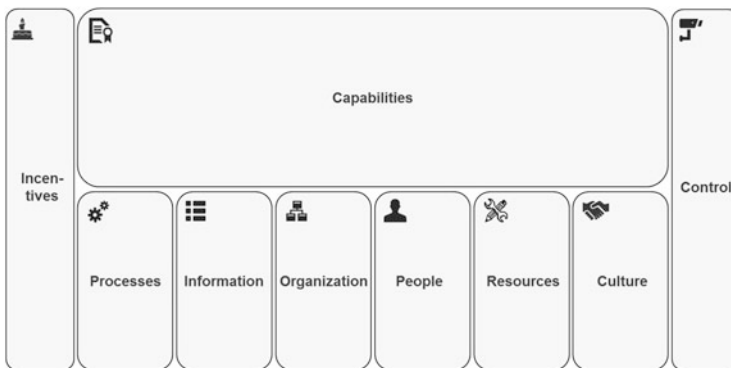 Capabilities
Incen-
tives
Control
Processes
Information
Organization
People
Resources
Culture